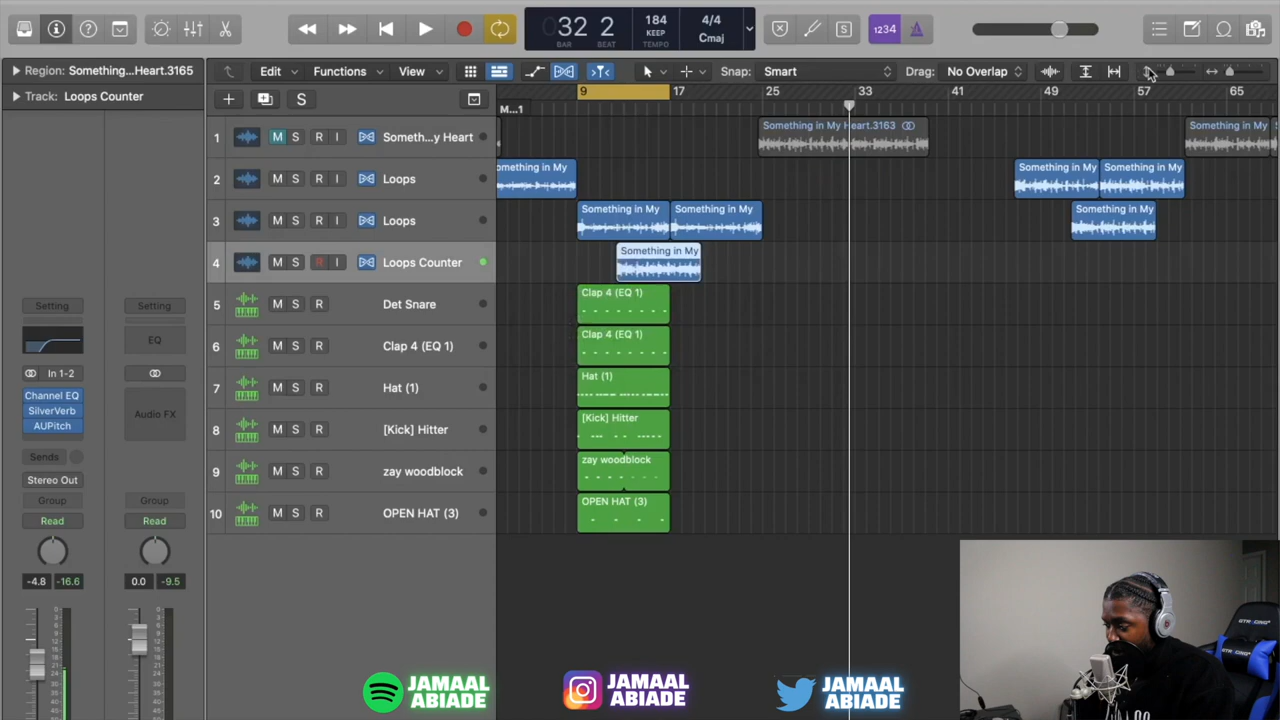 32 2
BAR BEAT
184
TEMPO
4/4
Cmaj
1234
S
Region: Something...Heart.3165
Edit
Functions
View
Snap: Smart
Drag: No Overlap
Track: Loops Counter
S
9 17 25 33 41 49 57 65
M...1
1 M S R I Someth...y Heart
Something in My Heart.3163
Something in My
2 M S R I Loops
omething in My
Something in My
Something in My
3 M S R I Loops
Something in My
Something in My
Something in My
4 M S R I Loops Counter
Something in My
5 M S R Det Snare
Clap 4 (EQ 1)
6 M S R Clap 4 (EQ 1)
Clap 4 (EQ 1)
7 M S R Hat (1)
Hat (1)
8 M S R [Kick] Hitter
[Kick] Hitter
9 M S R zay woodblock
zay woodblock
10 M S R OPEN HAT (3)
OPEN HAT (3)
Setting Setting
EQ
In 1-2
Channel EQ
SilverVerb
AUPitch
Audio FX
Sends
Stereo Out
Group Group
Read Read
-4.8 -16.6 0.0 -9.5
JAMAAL
ABIADE
JAMAAL
ABIADE
JAMAAL
ABIADE